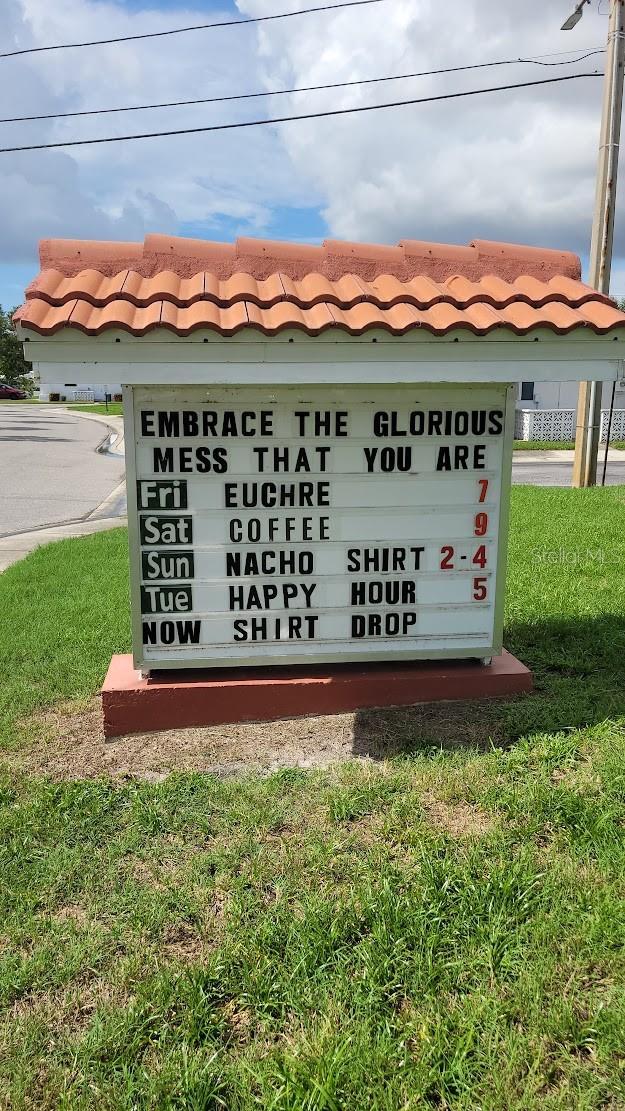 EMBRACE THE GLORIOUS
MESS THAT YOU ARE
Fri EUCHRE 7
Sat COFFEE 9
Sun NACHO SHIRT 2-4
Tue HAPPY HOUR 5
NOW SHIRT DROP
Stellar MLS